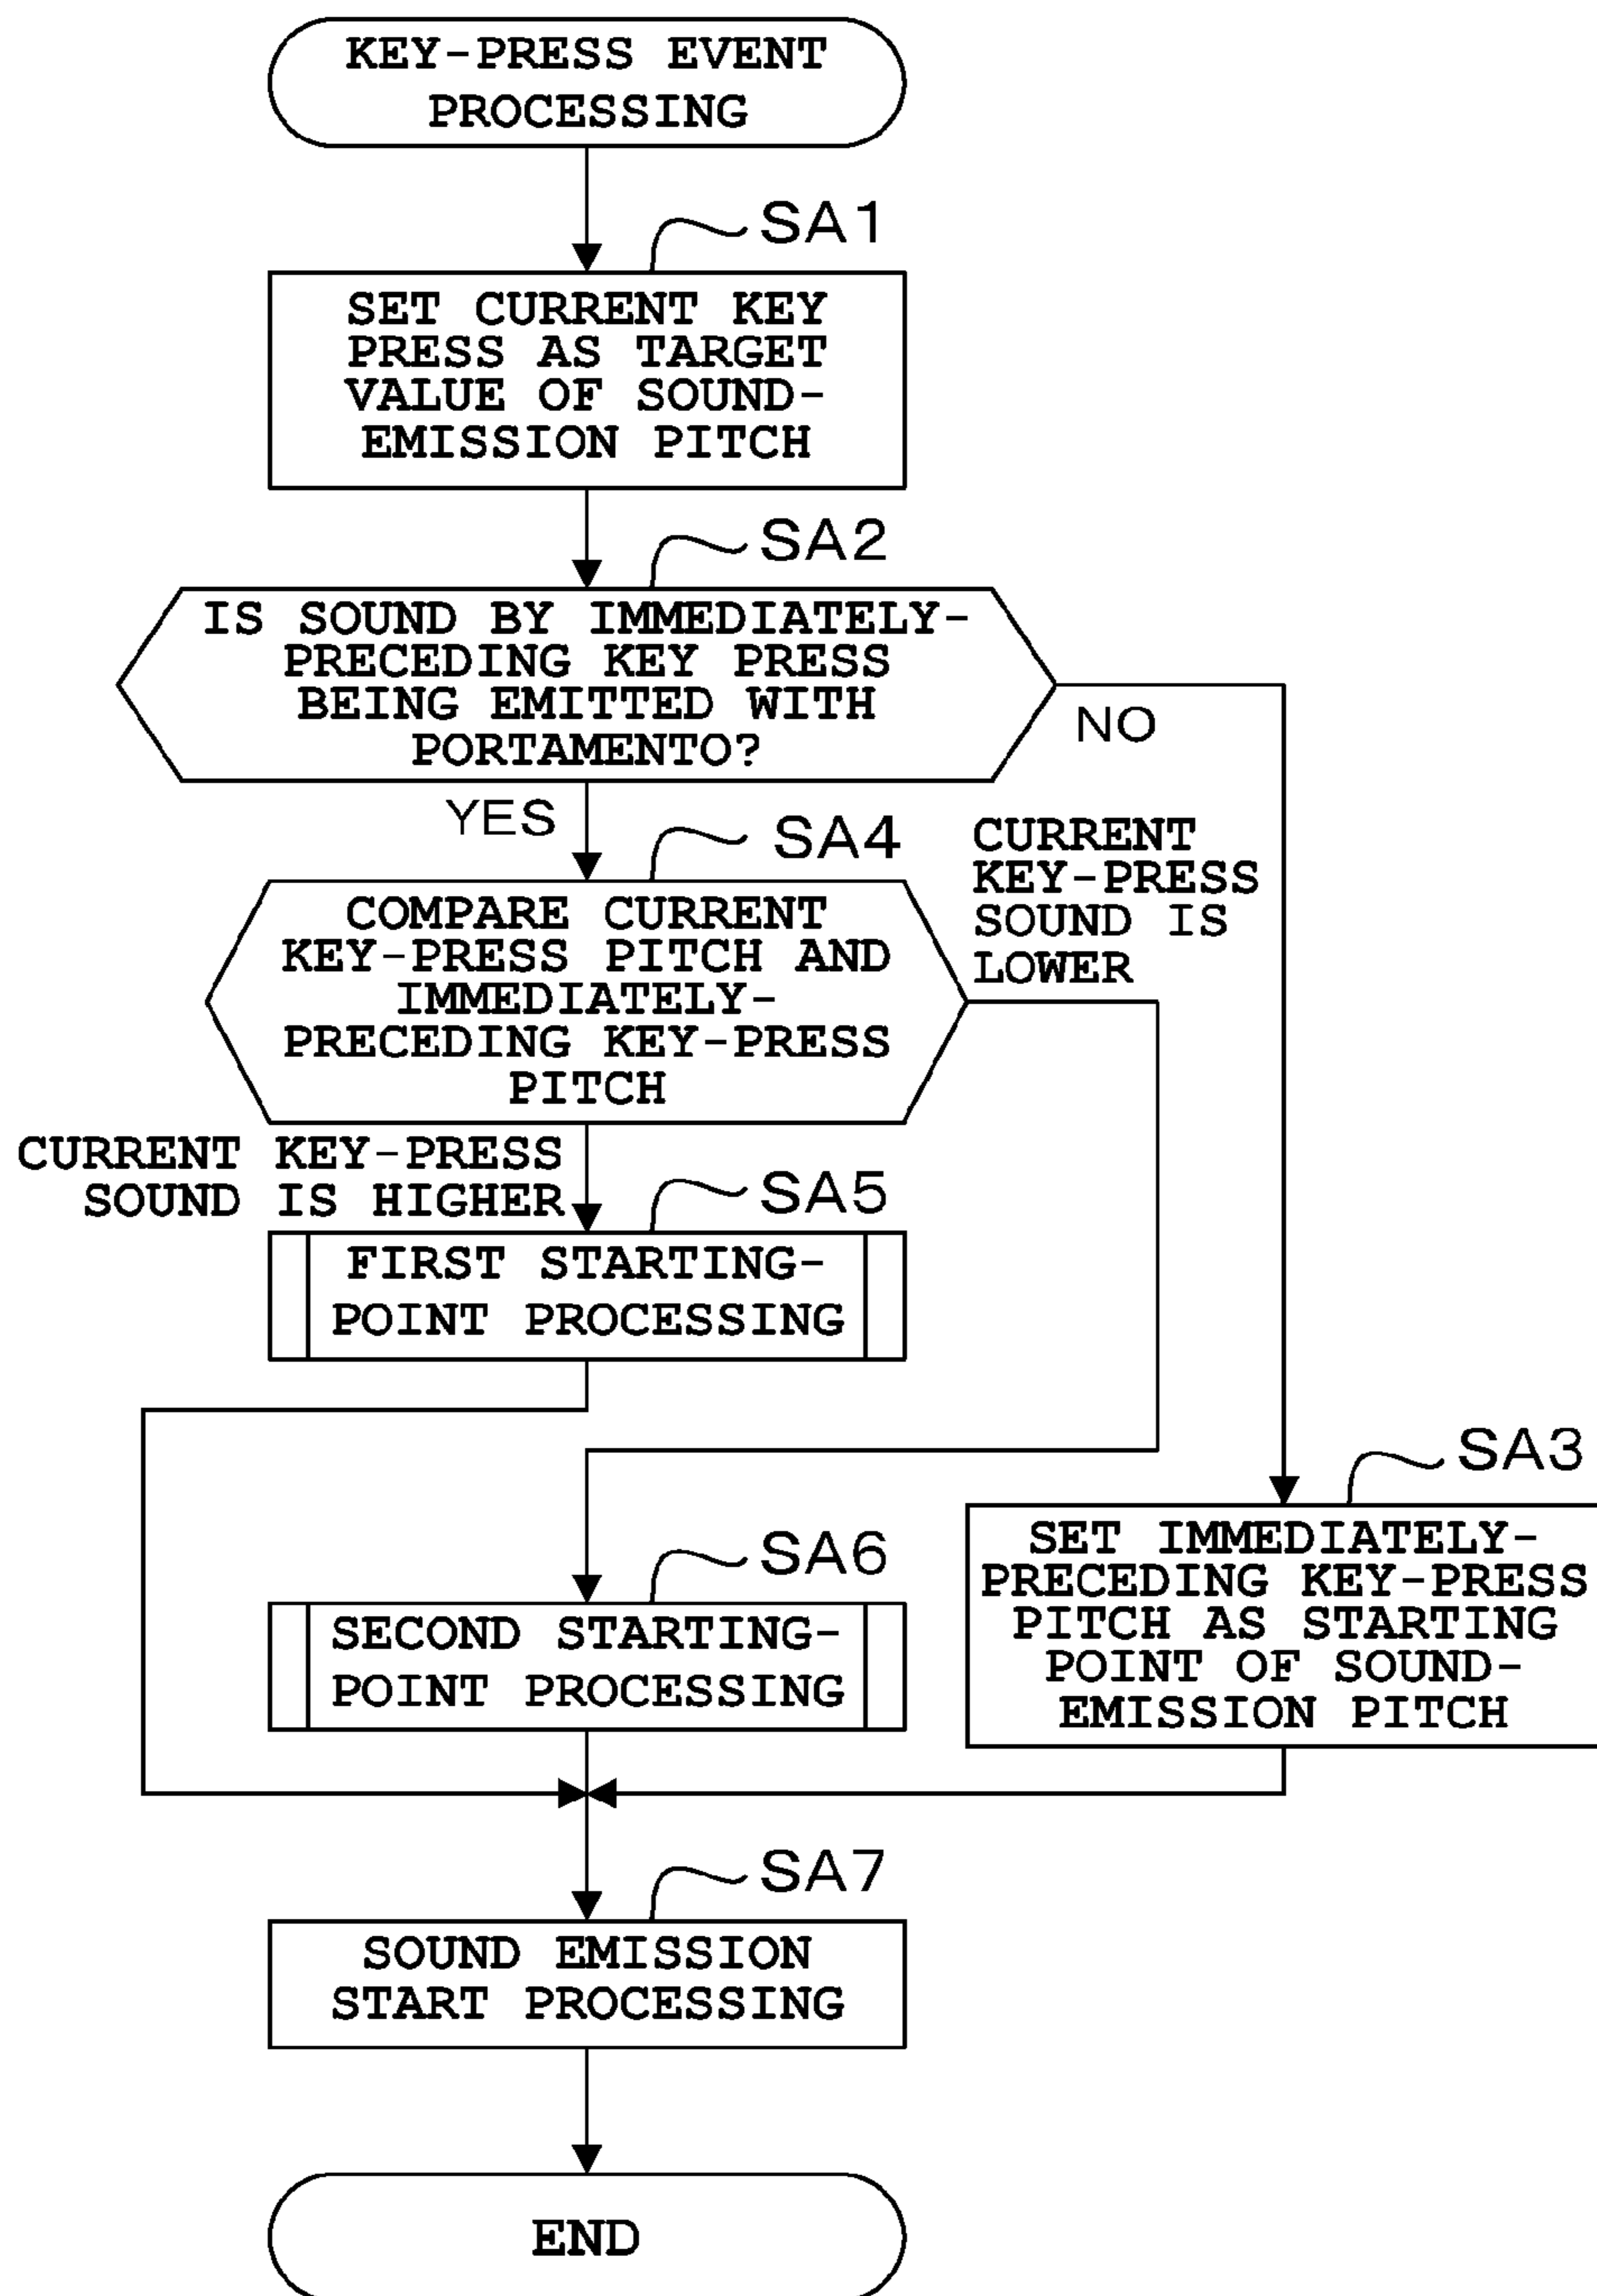 KEY-PRESS EVENT
PROCESSING
SA1
SET CURRENT KEY
PRESS AS TARGET
VALUE OF SOUND-
EMISSION PITCH
SA2
IS SOUND BY IMMEDIATELY-
PRECEDING KEY PRESS
BEING EMITTED WITH
PORTAMENTO?
NO
YES
SA4
CURRENT
KEY-PRESS
SOUND IS
LOWER
COMPARE CURRENT
KEY-PRESS PITCH AND
IMMEDIATELY-
PRECEDING KEY-PRESS
PITCH
CURRENT KEY-PRESS
SOUND IS HIGHER
SA5
FIRST STARTING-
POINT PROCESSING
SA3
SET IMMEDIATELY-
PRECEDING KEY-PRESS
PITCH AS STARTING
POINT OF SOUND-
EMISSION PITCH
SA6
SECOND STARTING-
POINT PROCESSING
SA7
SOUND EMISSION
START PROCESSING
END